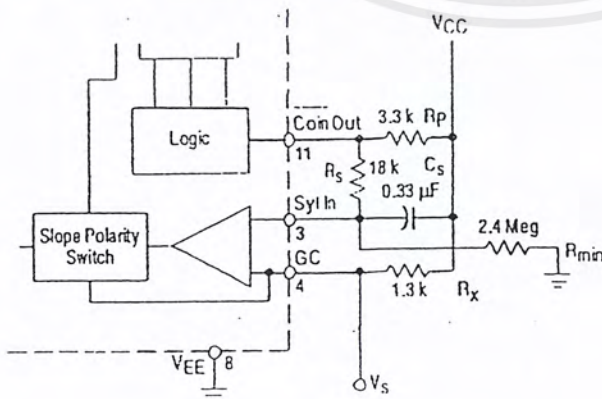 VCC
Coin Out
3.3 k Rp
Logic
11
Rs 18 k Cs
0.33 µF
Syl In
3
2.4 Meg
Slope Polarity
Switch
GC
Rmin
4
1.3 k Rx
VEE 8
VS